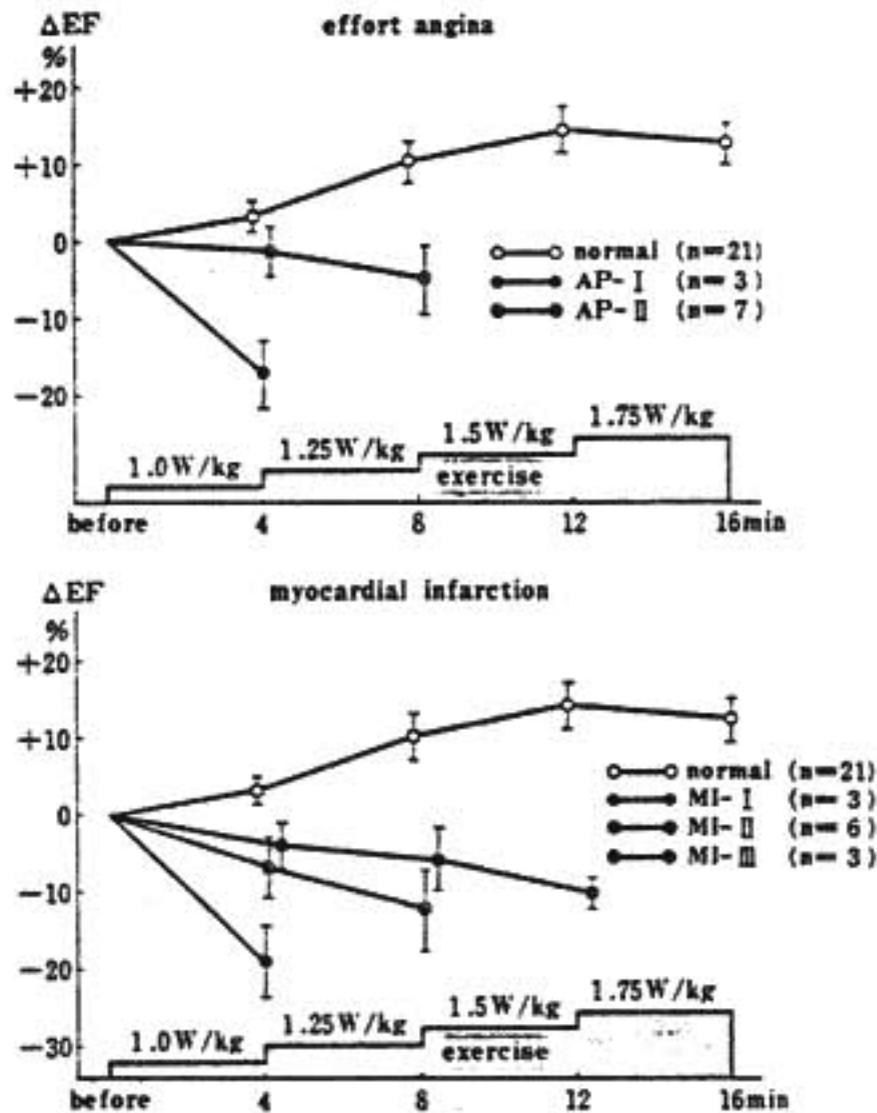 ΔEF effort angina
%
+20
+10
0
normal (n=21)
AP-I (n=3)
AP-II (n=7)
−10
−20
1.0W/kg 1.25W/kg 1.5W/kg 1.75W/kg
exercise
before 4 8 12 16min
ΔEF myocardial infarction
%
+20
+10
0
normal (n=21)
MI-I (n=3)
MI-II (n=6)
MI-III (n=3)
−10
−20
1.0W/kg 1.25W/kg 1.5W/kg 1.75W/kg
−30
exercise
before 4 8 12 16min